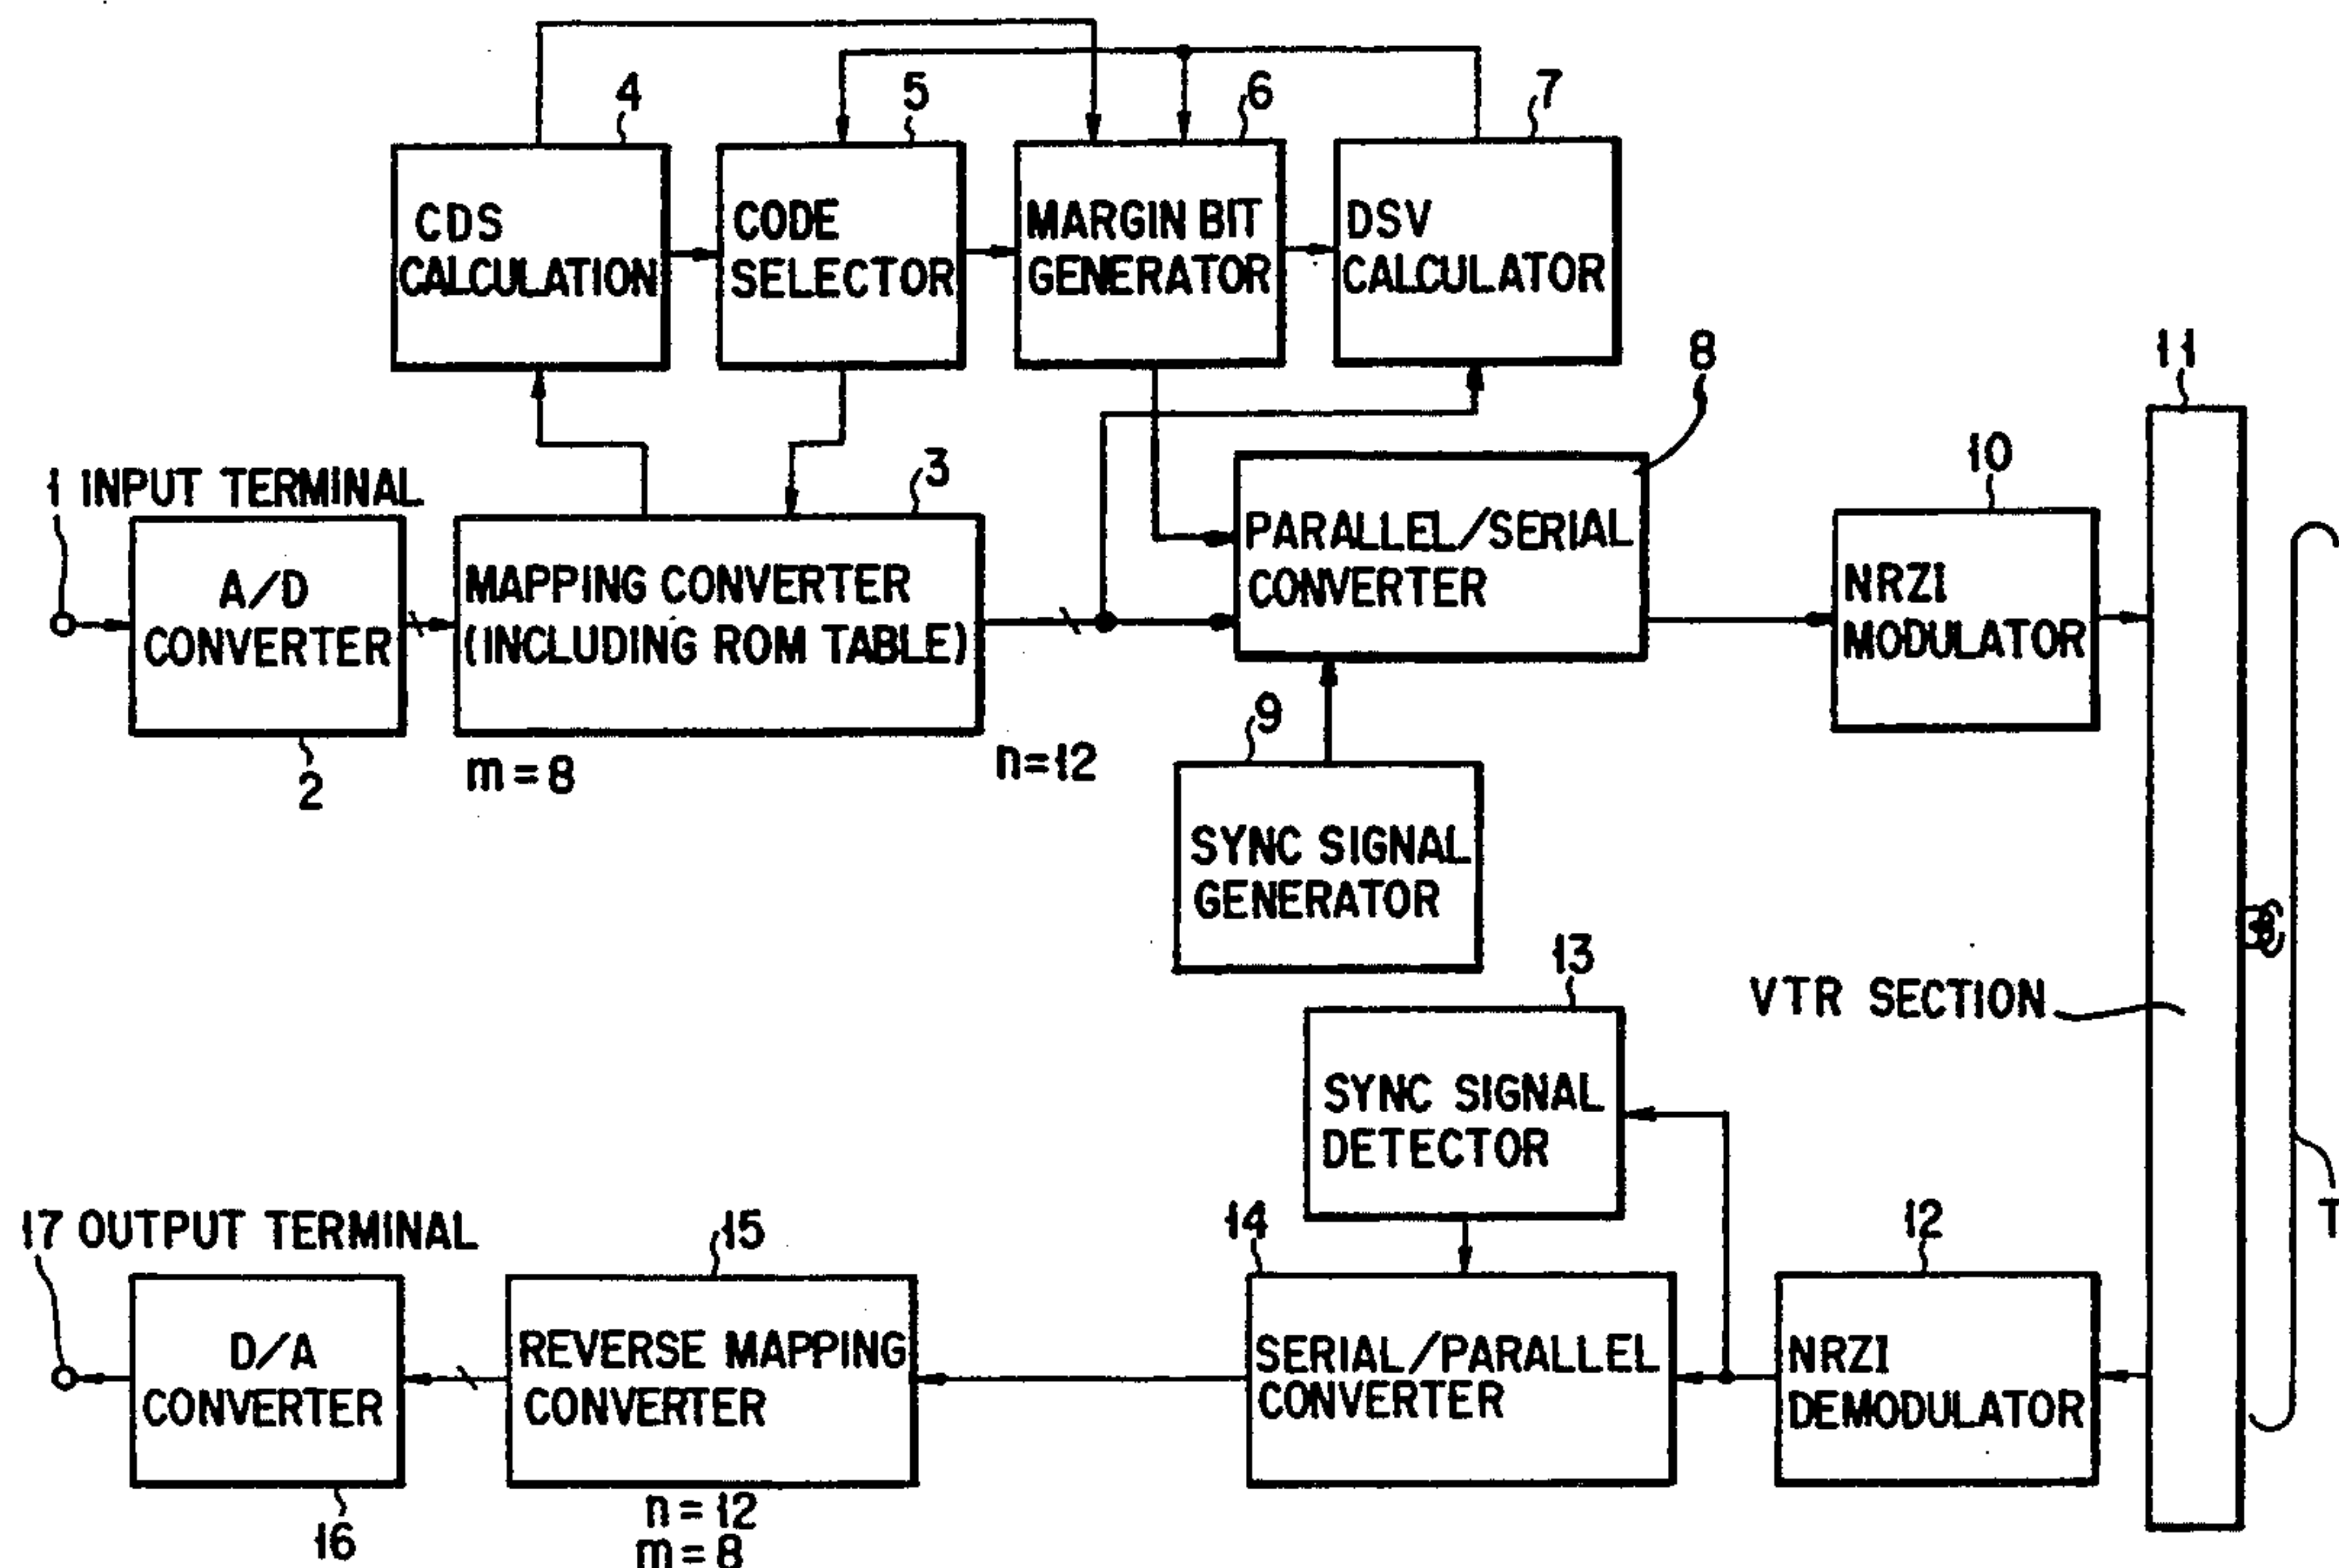 4
5
6
7
CDS
CALCULATION
CODE
SELECTOR
MARGIN BIT
GENERATOR
DSV
CALCULATOR
8
11
1 INPUT TERMINAL
3
10
A/D
CONVERTER
MAPPING CONVERTER
(INCLUDING ROM TABLE)
PARALLEL/SERIAL
CONVERTER
NRZI
MODULATOR
2
m=8
n=12
9
SYNC SIGNAL
GENERATOR
13
VTR SECTION
SYNC SIGNAL
DETECTOR
T
17 OUTPUT TERMINAL
15
14
12
D/A
CONVERTER
REVERSE MAPPING
CONVERTER
SERIAL/PARALLEL
CONVERTER
NRZI
DEMODULATOR
16
n=12
m=8